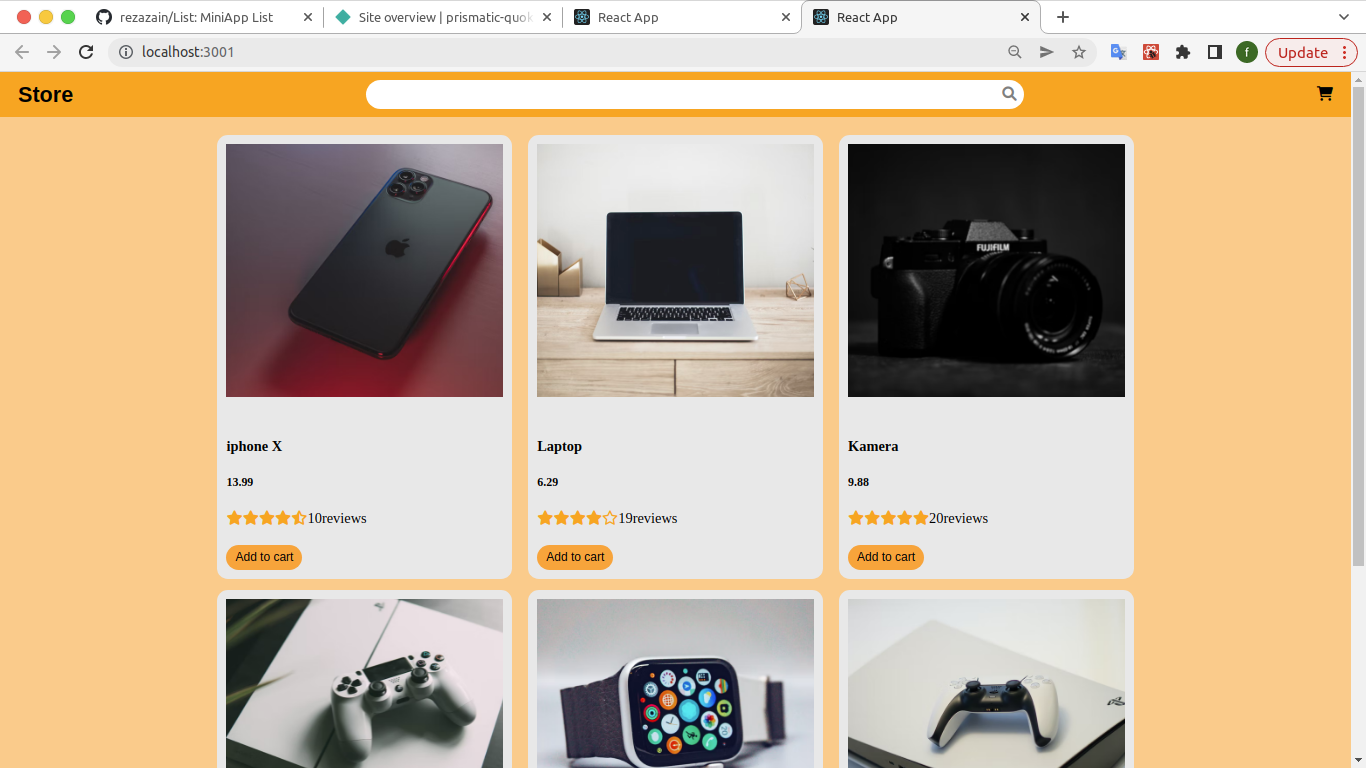 rezazain/List: MiniApp List
Site overview | prismatic-quok
React App
React App
localhost:3001
f
Update
Store
FUJIFILM
iphone X
Laptop
Kamera
13.99
6.29
9.88
10reviews
19reviews
20reviews
Add to cart
Add to cart
Add to cart